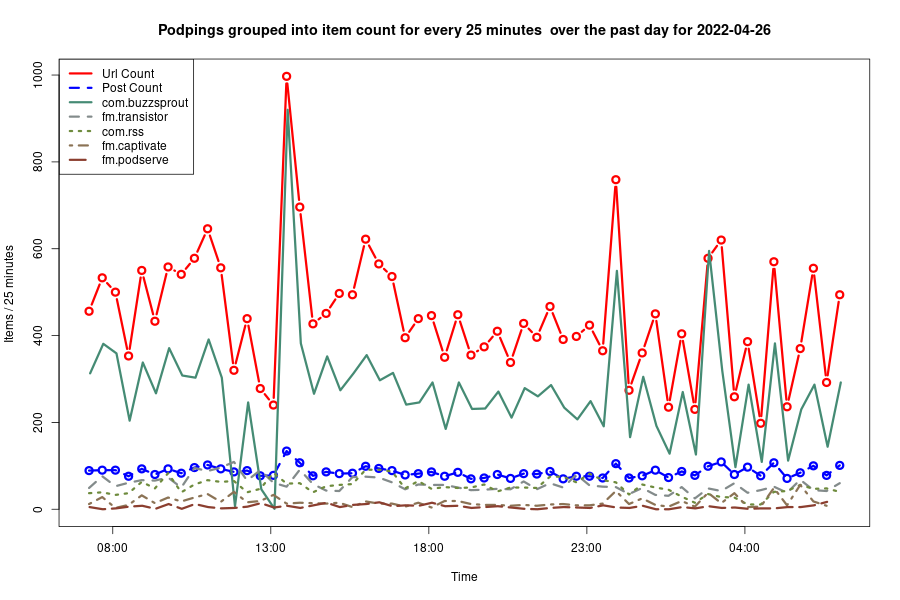 Podpings grouped into item count for every 25 minutes  over the past day for 2022-04-26
Items / 25 minutes
1000
800
600
400
200
0
Url Count
Post Count
com.buzzsprout
fm.transistor
com.rss
fm.captivate
fm.podserve
08:00 13:00 18:00 23:00 04:00
Time